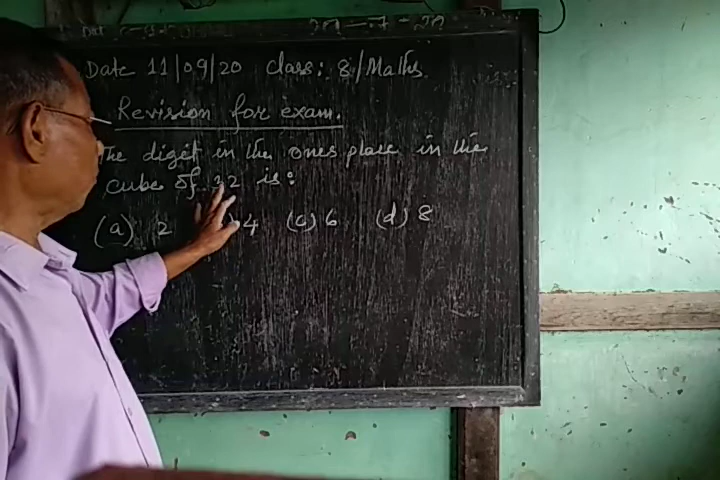 Date 11/09/20 Class: 8/Maths
Revision for exam.
The digit in the ones place in the
cube of 22 is:
(a) 2 4 (c) 6 (d) 8